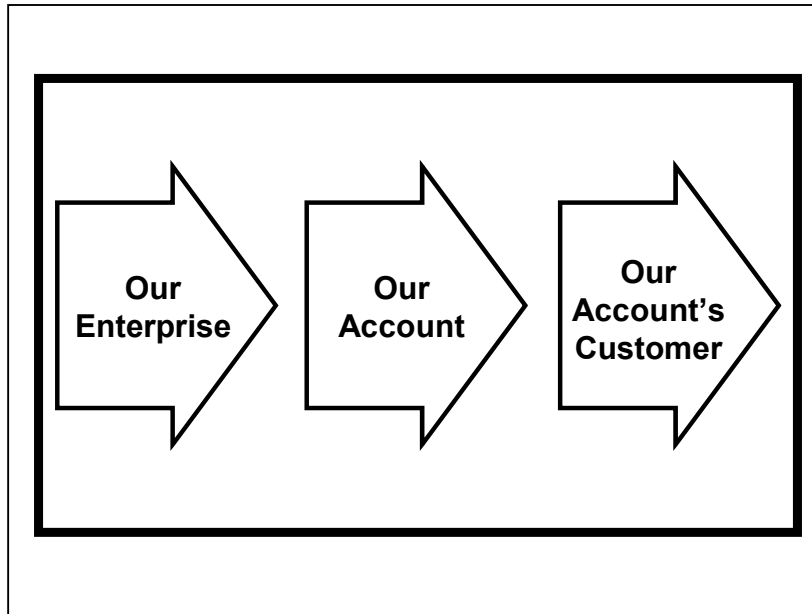 Our
Enterprise
Our
Account
Our
Account’s
Customer